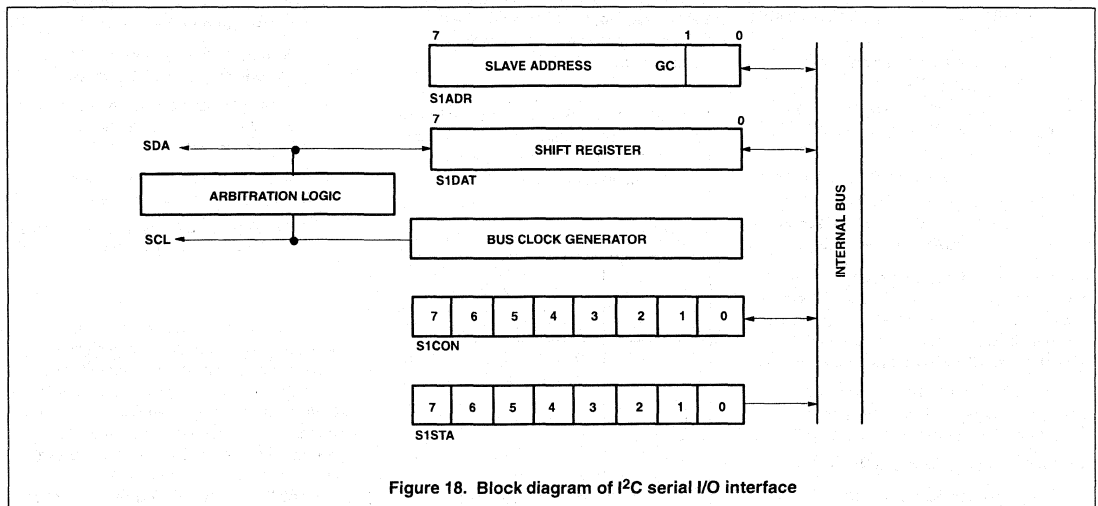 7 1 0
SLAVE ADDRESS GC
S1ADR
7 0
SDA
SHIFT REGISTER
S1DAT
ARBITRATION LOGIC
SCL
BUS CLOCK GENERATOR
INTERNAL BUS
7 6 5 4 3 2 1 0
S1CON
7 6 5 4 3 2 1 0
S1STA
Figure 18. Block diagram of I²C serial I/O interface